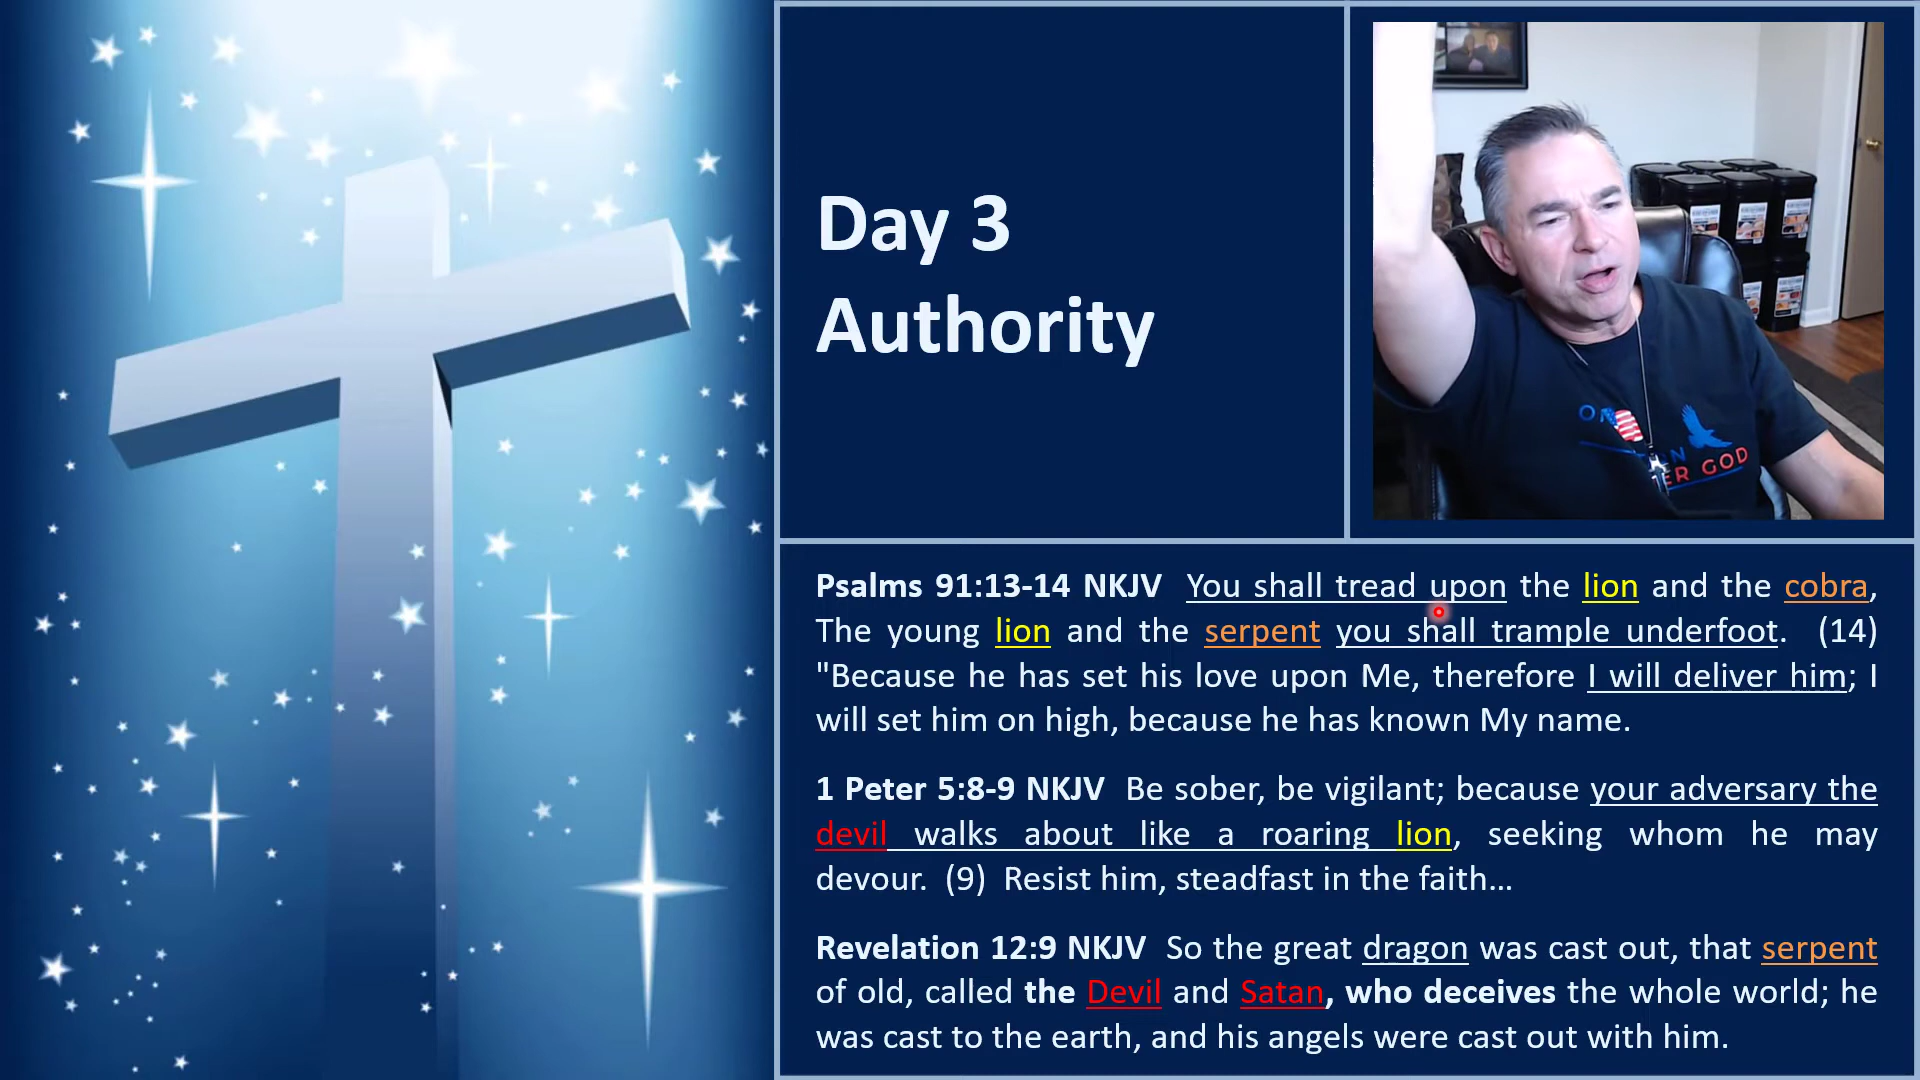 Day 3
Authority
O
N
ER GOD
Psalms 91:13-14 NKJV You shall tread upon the lion and the cobra,
The young lion and the serpent you shall trample underfoot. (14)
"Because he has set his love upon Me, therefore I will deliver him; I
will set him on high, because he has known My name.
1 Peter 5:8-9 NKJV Be sober, be vigilant; because your adversary the
devil walks about like a roaring lion, seeking whom he may
devour. (9) Resist him, steadfast in the faith...
Revelation 12:9 NKJV So the great dragon was cast out, that serpent
of old, called the Devil and Satan, who deceives the whole world; he
was cast to the earth, and his angels were cast out with him.